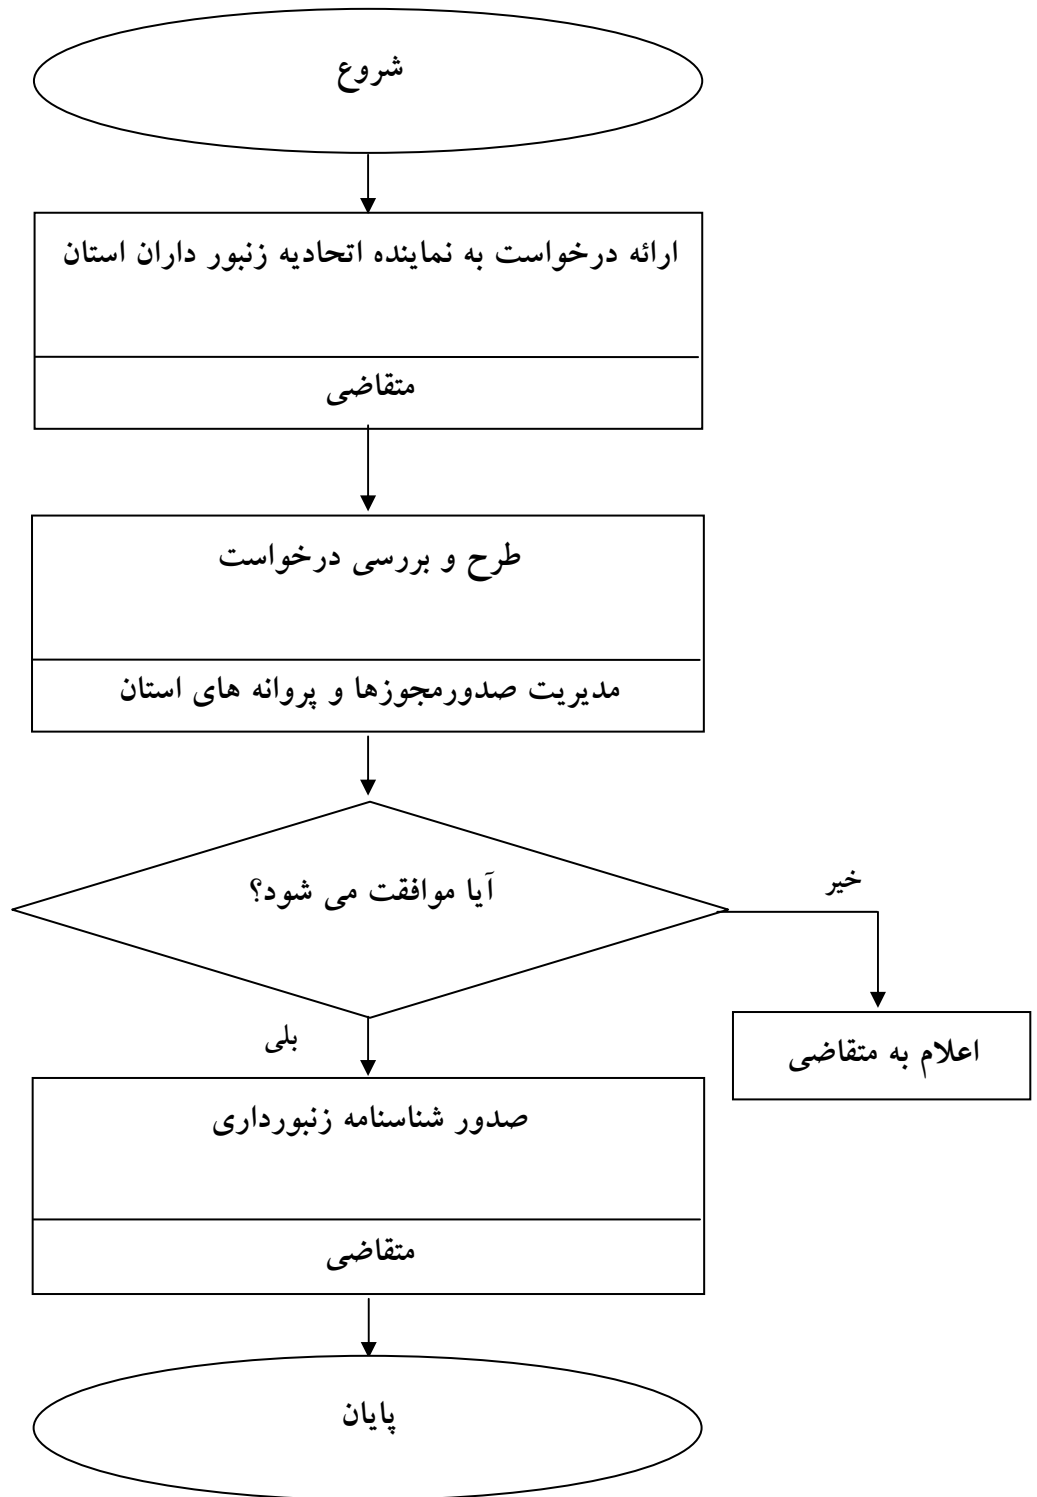 شروع
ارائه درخواست به نماینده اتحادیه زنبور داران استان
متقاضی
طرح و بررسی درخواست
مدیریت صدورمجوزها و پروانه های استان
آیا موافقت می شود؟
خیر
بلی
اعلام به متقاضی
صدور شناسنامه زنبورداری
متقاضی
پایان